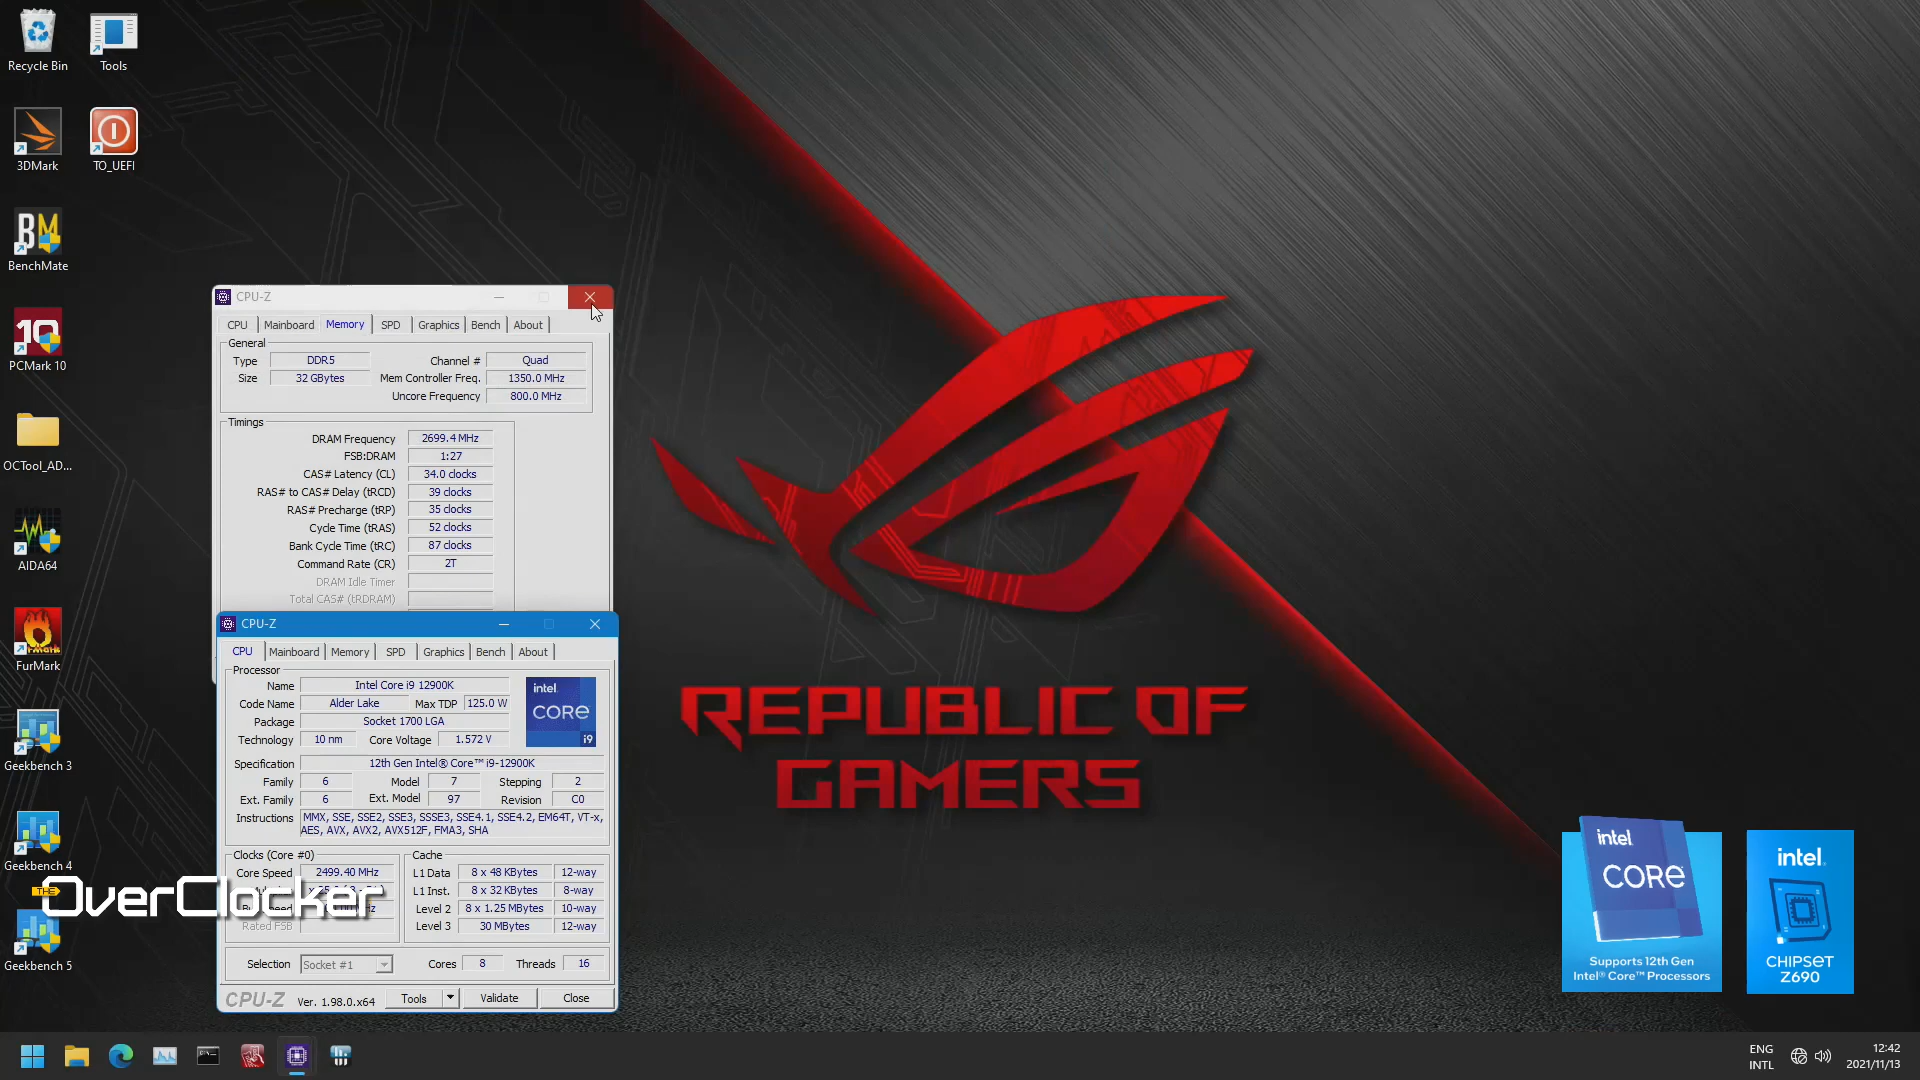 Recycle Bin
Tools
3DMark
TO_UEFI
BenchMate
PCMark 10
OCTool_AD...
AIDA64
FurMark
Geekbench 3
Geekbench 4
Geekbench 5
CPU-Z
CPU Mainboard Memory SPD Graphics Bench About
General
Type DDR5 Channel # Quad
Size 32 GBytes Mem Controller Freq. 1350.0 MHz
Uncore Frequency 800.0 MHz
Timings
DRAM Frequency 2699.4 MHz
FSB:DRAM 1:27
CAS# Latency (CL) 34.0 clocks
RAS# to CAS# Delay (tRCD) 39 clocks
RAS# Precharge (tRP) 35 clocks
Cycle Time (tRAS) 52 clocks
Bank Cycle Time (tRC) 87 clocks
Command Rate (CR) 2T
DRAM Idle Timer
Total CAS# (tRDRAM)
CPU-Z
CPU Mainboard Memory SPD Graphics Bench About
Processor
Name Intel Core i9 12900K
Code Name Alder Lake Max TDP 125.0 W
Package Socket 1700 LGA
Technology 10 nm Core Voltage 1.572 V
intel
CORE
i9
Specification 12th Gen Intel® Core™ i9-12900K
Family 6 Model 7 Stepping 2
Ext. Family 6 Ext. Model 97 Revision C0
Instructions MMX, SSE, SSE2, SSE3, SSSE3, SSE4.1, SSE4.2, EM64T, VT-x,
AES, AVX, AVX2, AVX512F, FMA3, SHA
Clocks (Core #0)
Core Speed 2499.40 MHz
Rated FSB
Cache
L1 Data 8 x 48 KBytes 12-way
L1 Inst. 8 x 32 KBytes 8-way
Level 2 8 x 1.25 MBytes 10-way
Level 3 30 MBytes 12-way
Selection Socket #1 Cores 8 Threads 16
CPU-Z Ver. 1.98.0.x64 Tools Validate Close
THE
OverClocker
REPUBLIC OF
GAMERS
intel
CORE
Supports 12th Gen
Intel® Core™ Processors
intel.
CHIPSET
Z690
ENG
INTL
12:42
2021/11/13